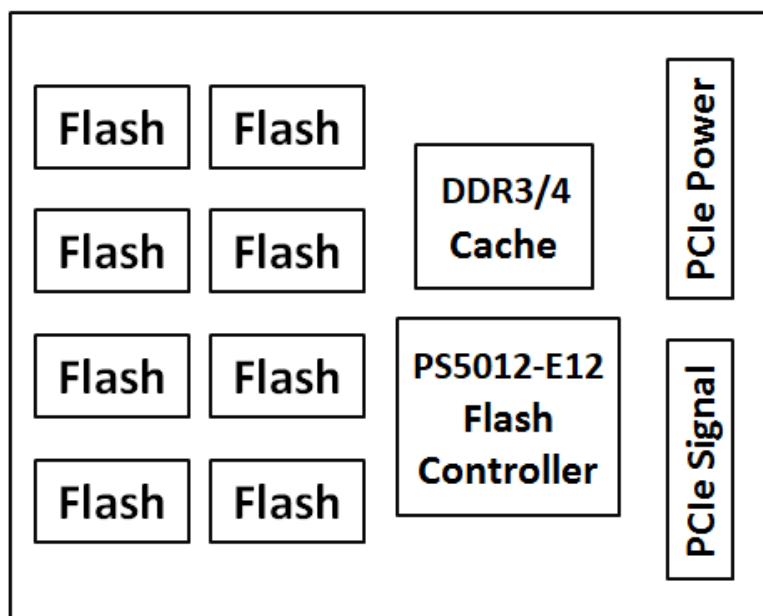 Flash Flash
Flash Flash
Flash Flash
Flash Flash
DDR3/4
Cache
PS5012-E12
Flash
Controller
PCIe Power
PCIe Signal